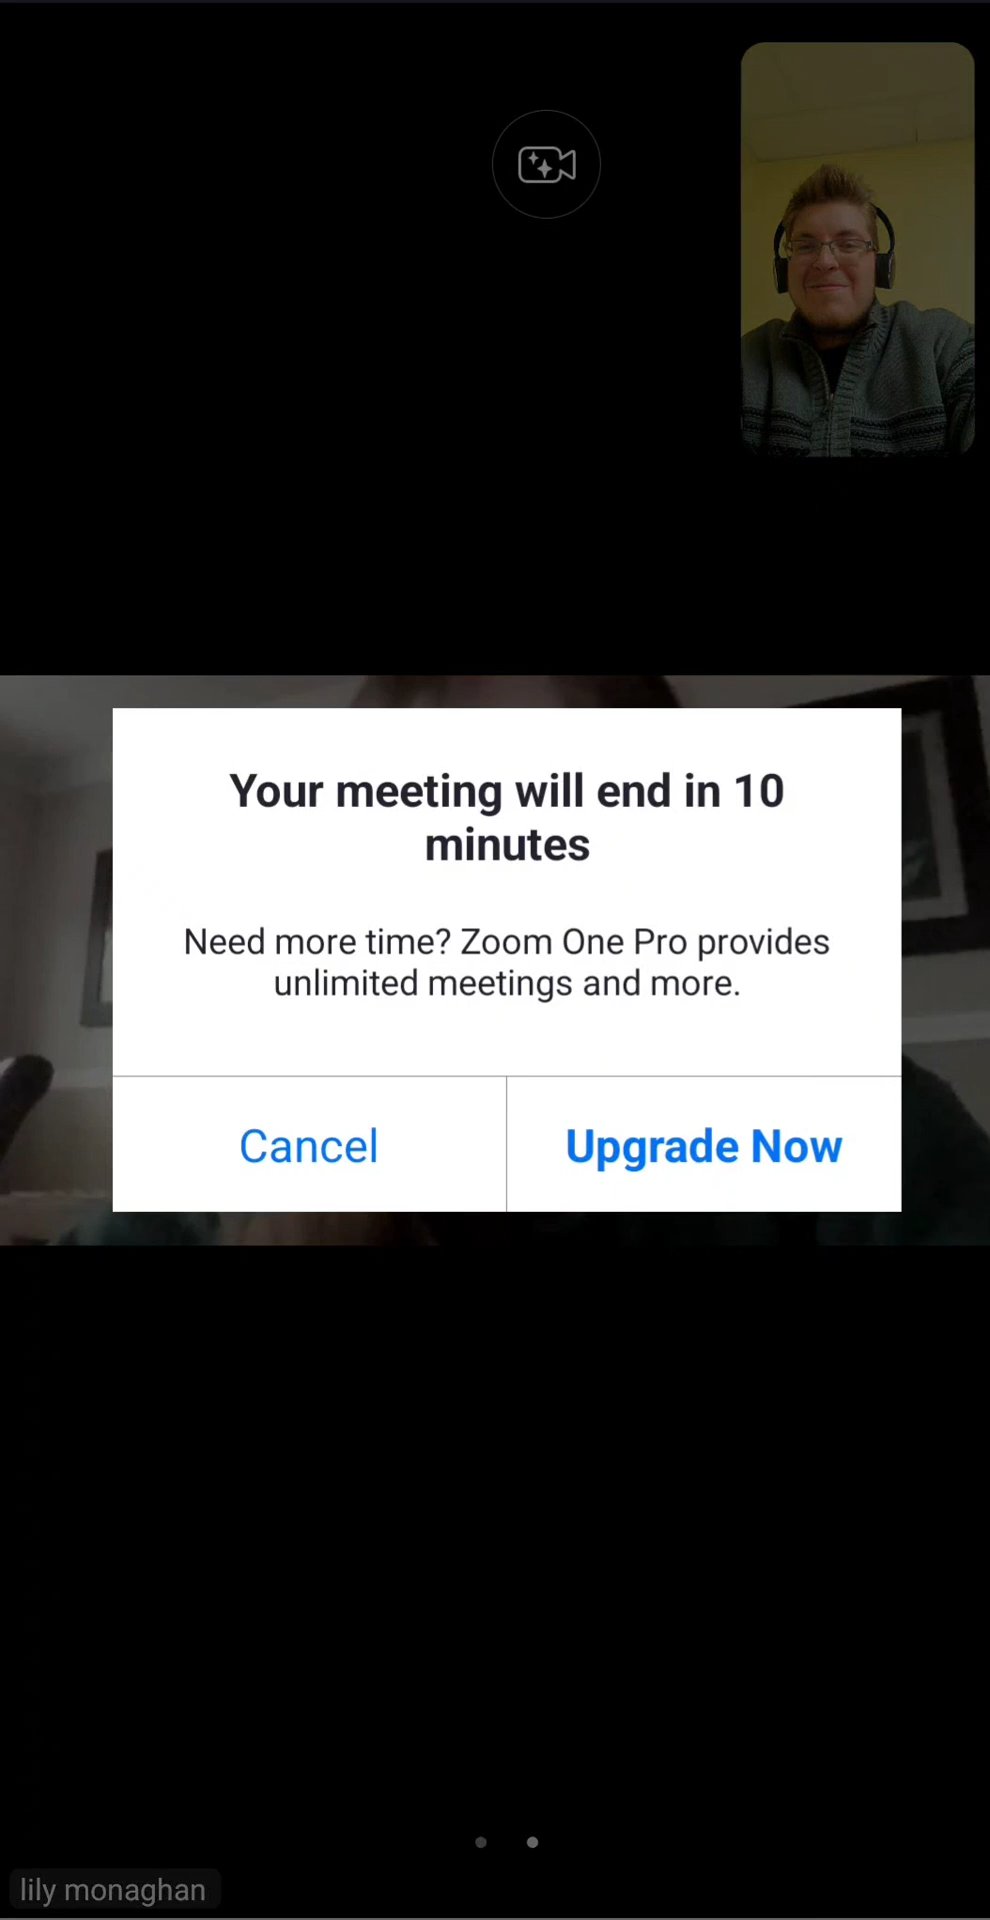 Your meeting will end in 10
minutes
Need more time? Zoom One Pro provides
unlimited meetings and more.
Cancel
Upgrade Now
lily monaghan